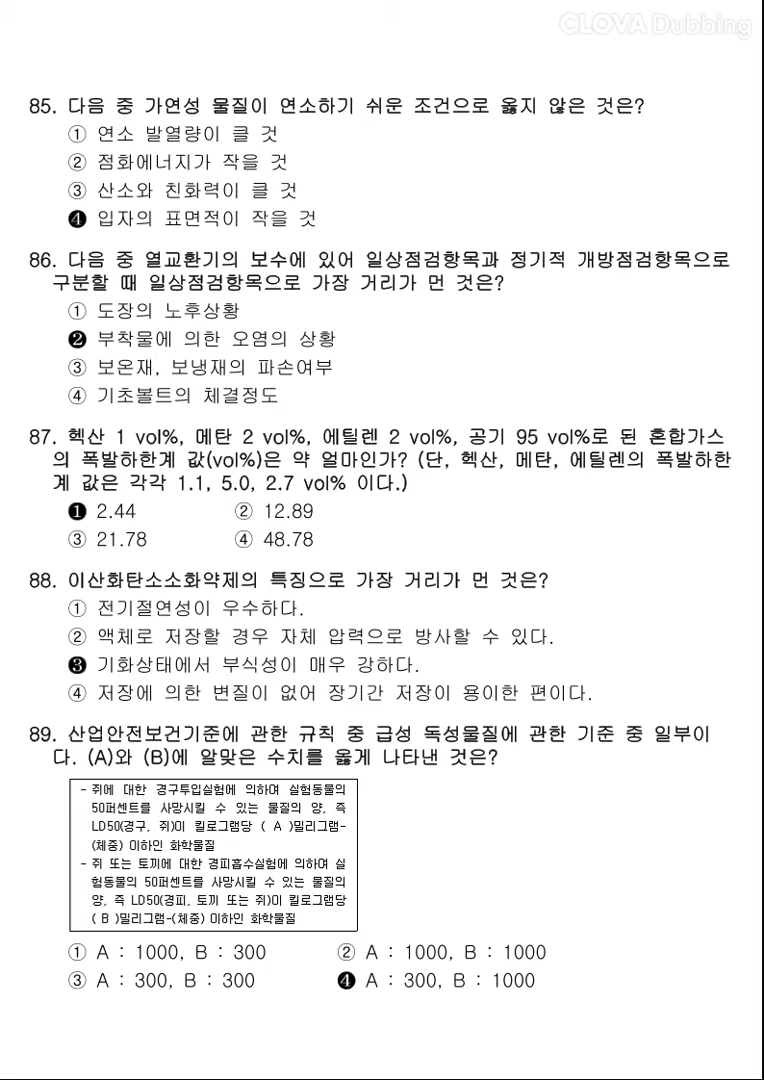 CLOVA Dubbing
85. 다음 중 가연성 물질이 연소하기 쉬운 조건으로 옳지 않은 것은?
① 연소 발열량이 클 것
② 점화에너지가 작을 것
③ 산소와 친화력이 클 것
❹ 입자의 표면적이 작을 것
86. 다음 중 열교환기의 보수에 있어 일상점검항목과 정기적 개방점검항목으로
구분할 때 일상점검항목으로 가장 거리가 먼 것은?
① 도장의 노후상황
❷ 부착물에 의한 오염의 상황
③ 보온재, 보냉재의 파손여부
④ 기초볼트의 체결정도
87. 헥산 1 vol%, 메탄 2 vol%, 에틸렌 2 vol%, 공기 95 vol%로 된 혼합가스
의 폭발하한계 값(vol%)은 약 얼마인가? (단, 헥산, 메탄, 에틸렌의 폭발하한
계 값은 각각 1.1, 5.0, 2.7 vol% 이다.)
❶ 2.44 ② 12.89
③ 21.78 ④ 48.78
88. 이산화탄소소화약제의 특징으로 가장 거리가 먼 것은?
① 전기절연성이 우수하다.
② 액체로 저장할 경우 자체 압력으로 방사할 수 있다.
❸ 기화상태에서 부식성이 매우 강하다.
④ 저장에 의한 변질이 없어 장기간 저장이 용이한 편이다.
89. 산업안전보건기준에 관한 규칙 중 급성 독성물질에 관한 기준 중 일부이
다. (A)와 (B)에 알맞은 수치를 옳게 나타낸 것은?
- 쥐에 대한 경구투입실험에 의하여 실험동물의
50퍼센트를 사망시킬 수 있는 물질의 양, 즉
LD50(경구, 쥐)이 킬로그램당 ( A )밀리그램-
(체중) 이하인 화학물질
- 쥐 또는 토끼에 대한 경피흡수실험에 의하여 실
험동물의 50퍼센트를 사망시킬 수 있는 물질의
양, 즉 LD50(경피, 토끼 또는 쥐)이 킬로그램당
( B )밀리그램-(체중) 이하인 화학물질
① A : 1000, B : 300 ② A : 1000, B : 1000
③ A : 300, B : 300 ❹ A : 300, B : 1000